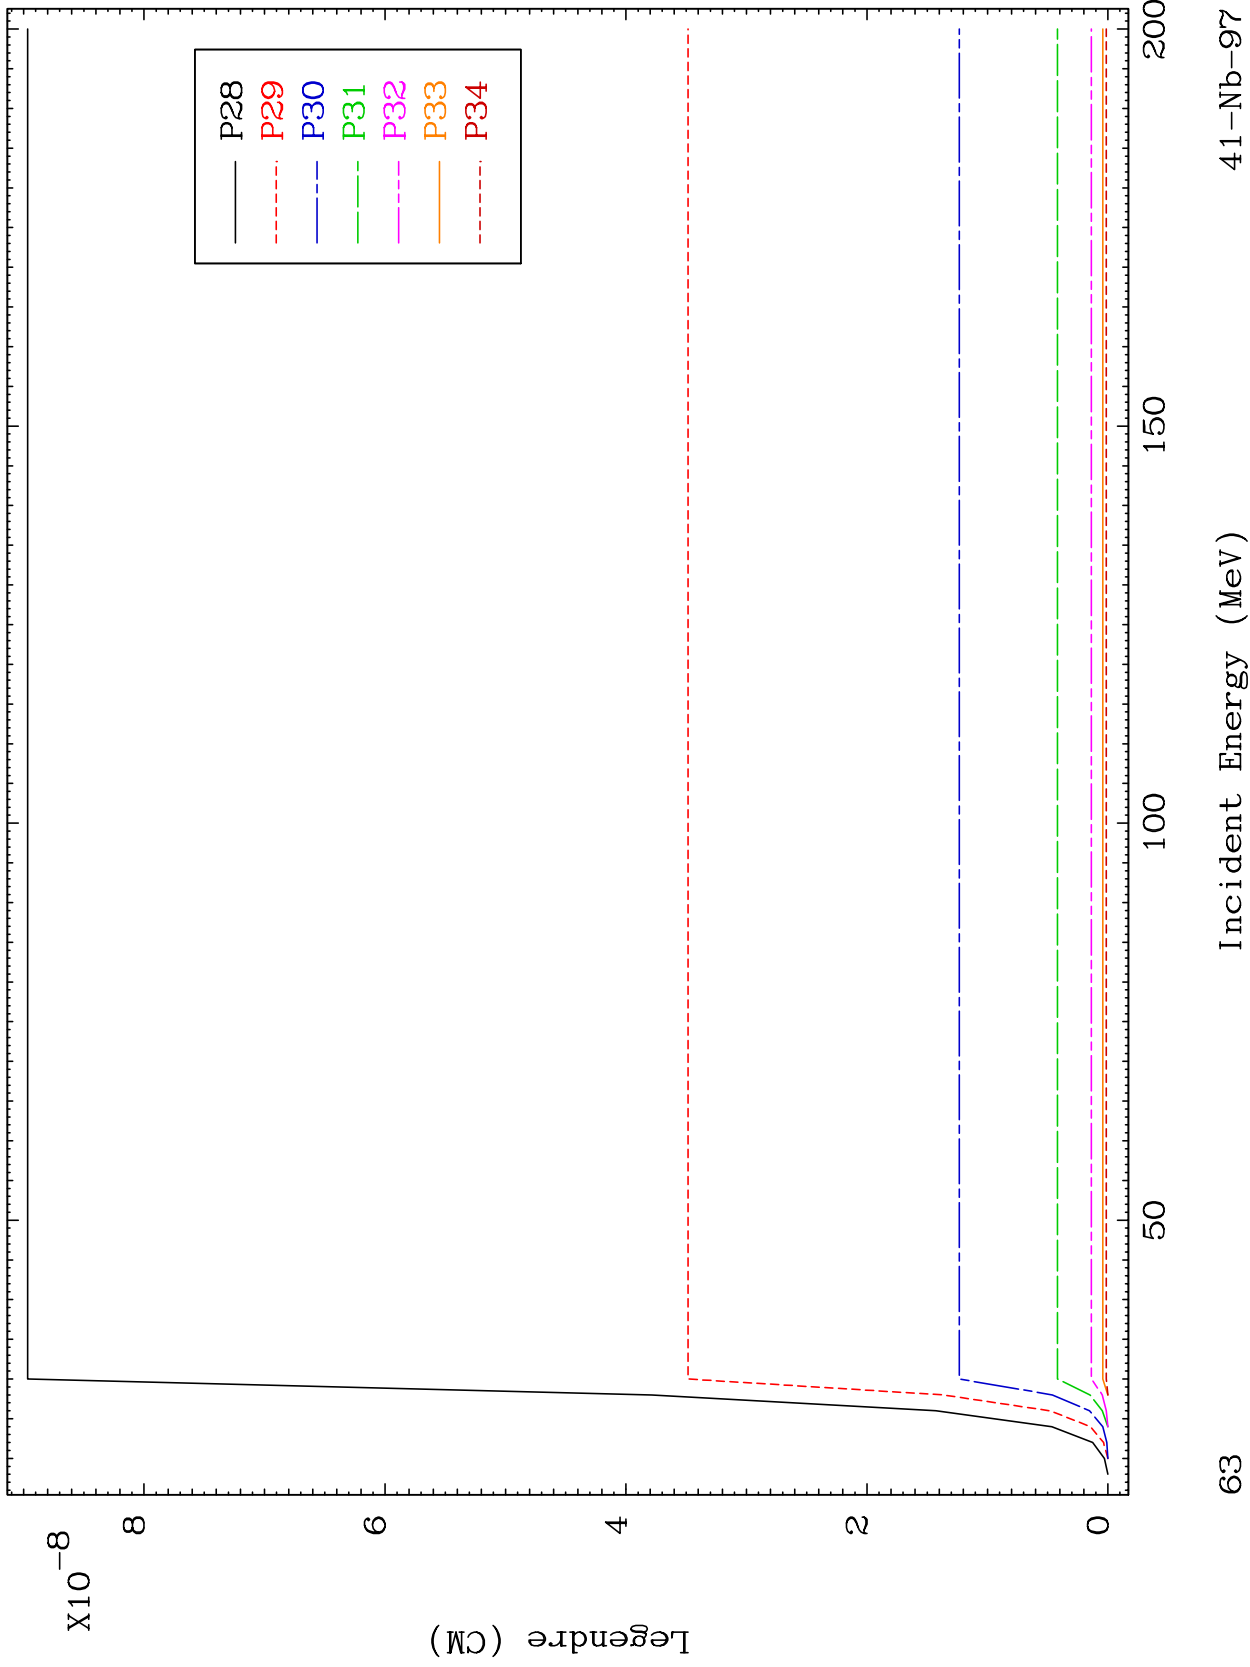 X10
-8
8
6
4
2
0
Legendre (CM)
P28
P29
P30
P31
P32
P33
P34
50
100
150
200
Incident Energy (MeV)
63
41-Nb-97